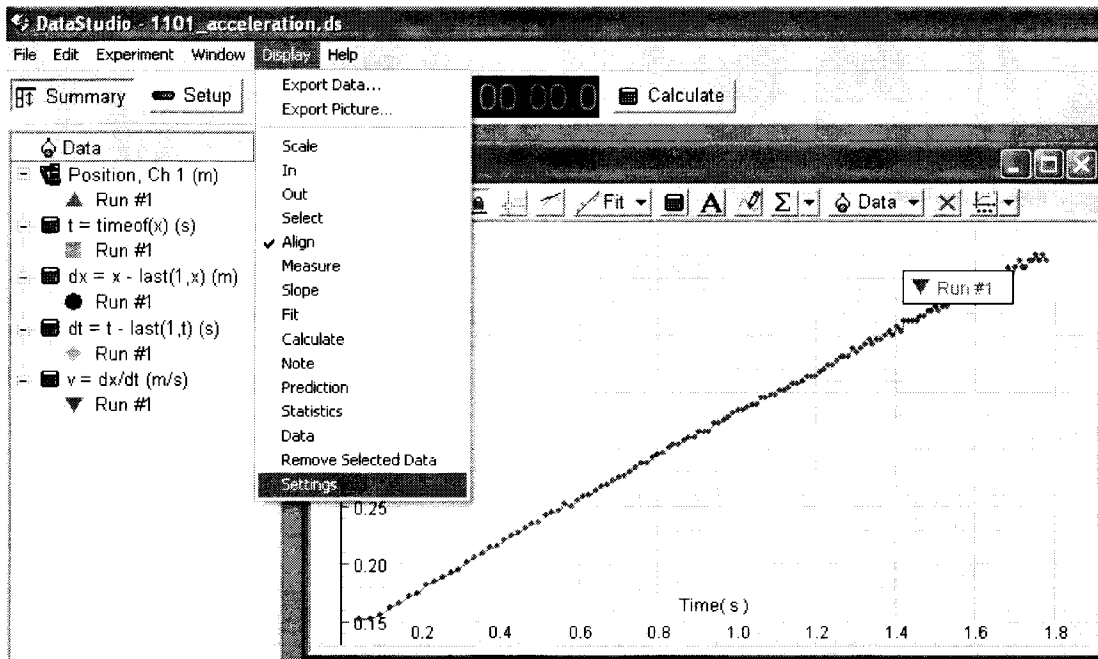 DataStudio - 1101_acceleration.ds
File Edit Experiment Window Display Help
Summary Setup 00:00.0 Calculate
Export Data...
Export Picture...
Scale
In
Out
Select
Align
Measure
Slope
Fit
Calculate
Note
Prediction
Statistics
Data
Remove Selected Data
Settings
Data
Position, Ch 1 (m)
Run #1
t = timeof(x) (s)
Run #1
dx = x - last(1,x) (m)
Run #1
dt = t - last(1,t) (s)
Run #1
v = dx/dt (m/s)
Run #1
Fit A Σ Data
Run #1
0.25
0.20
0.15
Time( s )
0.2 0.4 0.6 0.8 1.0 1.2 1.4 1.6 1.8